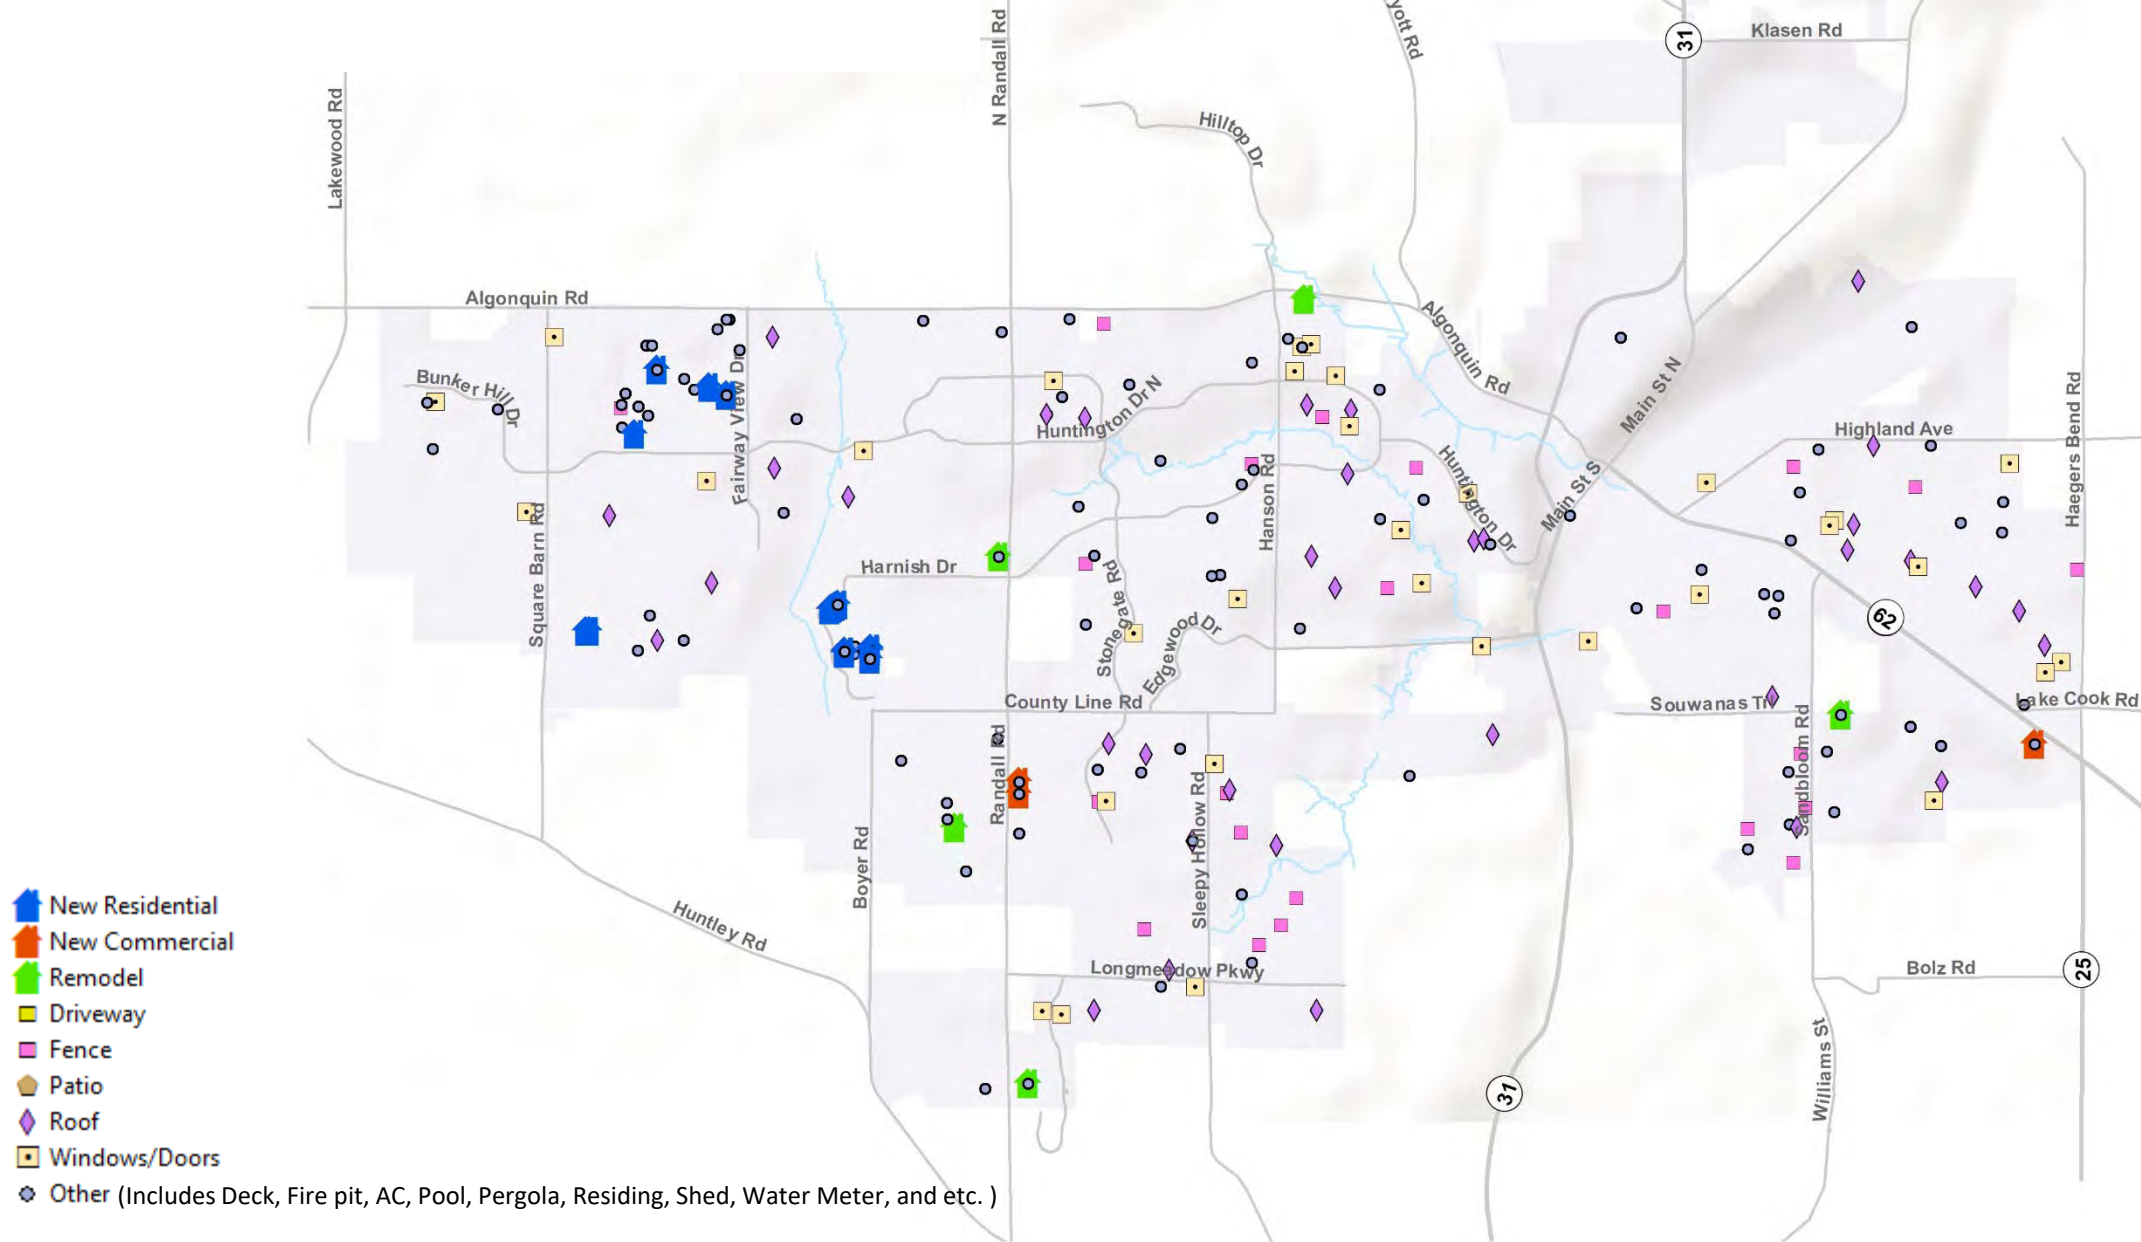 yott Rd
31
Klasen Rd
N Randall Rd
Lakewood Rd
Hilltop Dr
Algonquin Rd
Algonquin Rd
Bunker Hill Dr
Fairway View Dr
Huntington Dr N
Main St N
Highland Ave
Haegers Bend Rd
Huntington Dr
Hanson Rd
Main St S
Square Barn Rd
Harnish Dr
Stonegate Rd
Edgewood Dr
62
County Line Rd
Souwanas Trl
Lake Cook Rd
Randall Rd
Sandbloom Rd
Sleepy Hollow Rd
Boyer Rd
Huntley Rd
Longmeadow Pkwy
Bolz Rd
25
31
Williams St
New Residential
New Commercial
Remodel
Driveway
Fence
Patio
Roof
Windows/Doors
Other (Includes Deck, Fire pit, AC, Pool, Pergola, Residing, Shed, Water Meter, and etc. )